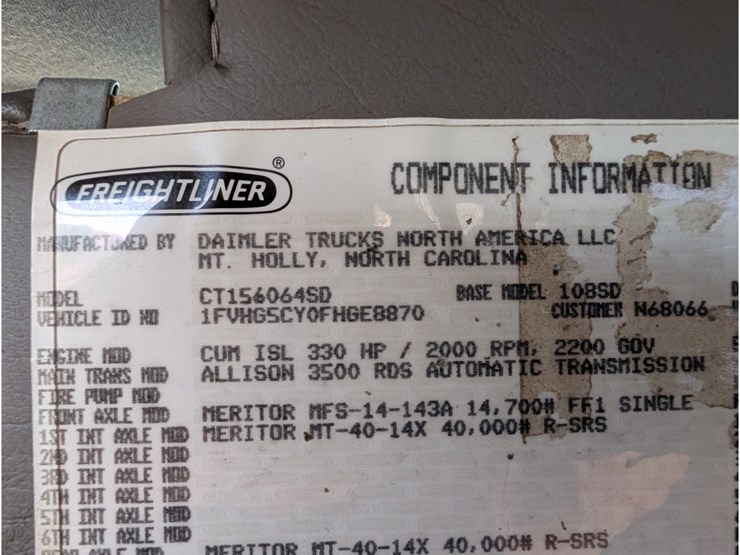 FREIGHTLINER ®
COMPONENT INFORMATION
MANUFACTURED BY DAIMLER TRUCKS NORTH AMERICA LLC
MT. HOLLY, NORTH CAROLINA
MODEL CT156064SD BASE MODEL 108SD
VEHICLE ID NO 1FVHG5CY0FHGE8870 CUSTOMER N68066
ENGINE MOD CUM ISL 330 HP / 2000 RPM, 2200 GOV
MAIN TRANS MOD ALLISON 3500 RDS AUTOMATIC TRANSMISSION
FIRE PUMP MOD
FRONT AXLE MOD MERITOR MFS-14-143A 14,700# FF1 SINGLE
1ST INT AXLE MOD MERITOR MT-40-14X 40,000# R-SRS
2ND INT AXLE MOD
3RD INT AXLE MOD
4TH INT AXLE MOD
5TH INT AXLE MOD
6TH INT AXLE MOD
MERITOR MT-40-14X 40,000# R-SRS